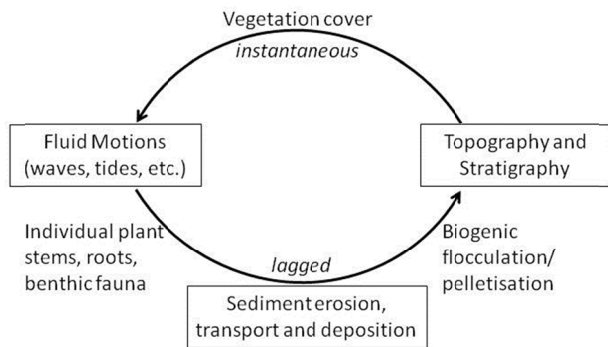 Vegetation cover
instantaneous
Fluid Motions
(waves, tides, etc.)
Topography and
Stratigraphy
Individual plant
stems, roots,
benthic fauna
lagged
Biogenic
flocculation/
pelletisation
Sediment erosion,
transport and deposition